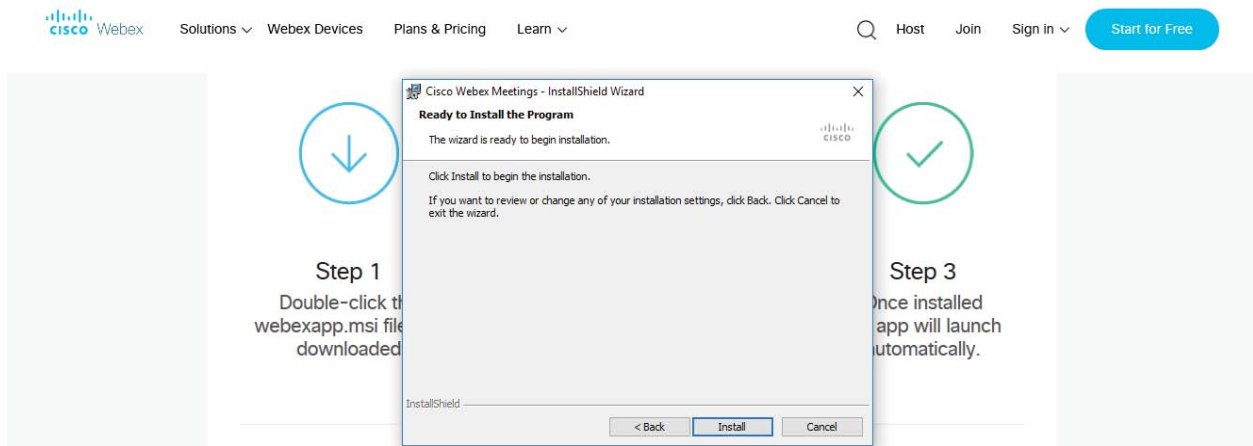 CISCO Webex
Solutions
Webex Devices
Plans & Pricing
Learn
Host
Join
Sign in
Start for Free
Cisco Webex Meetings - InstallShield Wizard
Ready to Install the Program
The wizard is ready to begin installation.
CISCO
Click Install to begin the installation.
If you want to review or change any of your installation settings, click Back. Click Cancel to
exit the wizard.
InstallShield
< Back
Install
Cancel
Step 1
Double-click
webexapp.msi
downloaded
Step 3
installed
app will launch
automatically.